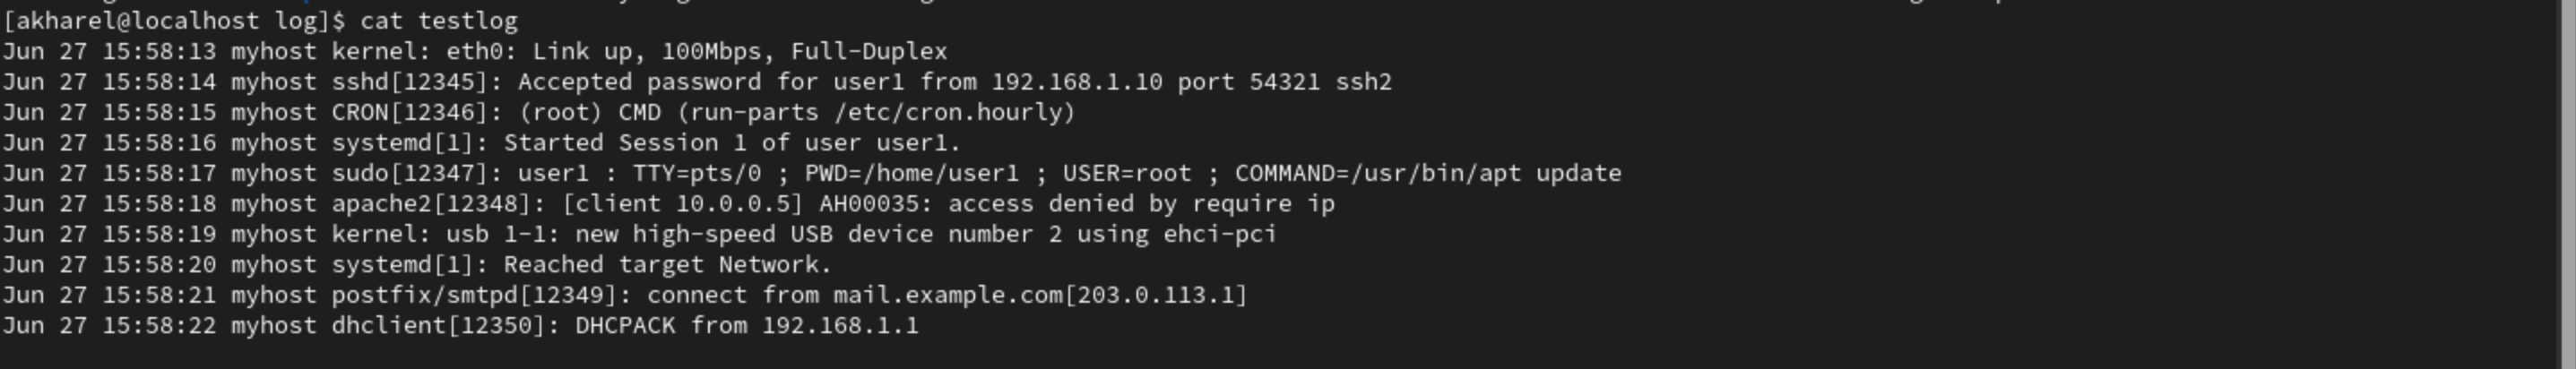 [akharel@localhost log]$ cat testlog
Jun 27 15:58:13 myhost kernel: eth0: Link up, 100Mbps, Full-Duplex
Jun 27 15:58:14 myhost sshd[12345]: Accepted password for user1 from 192.168.1.10 port 54321 ssh2
Jun 27 15:58:15 myhost CRON[12346]: (root) CMD (run-parts /etc/cron.hourly)
Jun 27 15:58:16 myhost systemd[1]: Started Session 1 of user user1.
Jun 27 15:58:17 myhost sudo[12347]: user1 : TTY=pts/0 ; PWD=/home/user1 ; USER=root ; COMMAND=/usr/bin/apt update
Jun 27 15:58:18 myhost apache2[12348]: [client 10.0.0.5] AH00035: access denied by require ip
Jun 27 15:58:19 myhost kernel: usb 1-1: new high-speed USB device number 2 using ehci-pci
Jun 27 15:58:20 myhost systemd[1]: Reached target Network.
Jun 27 15:58:21 myhost postfix/smtpd[12349]: connect from mail.example.com[203.0.113.1]
Jun 27 15:58:22 myhost dhclient[12350]: DHCPACK from 192.168.1.1